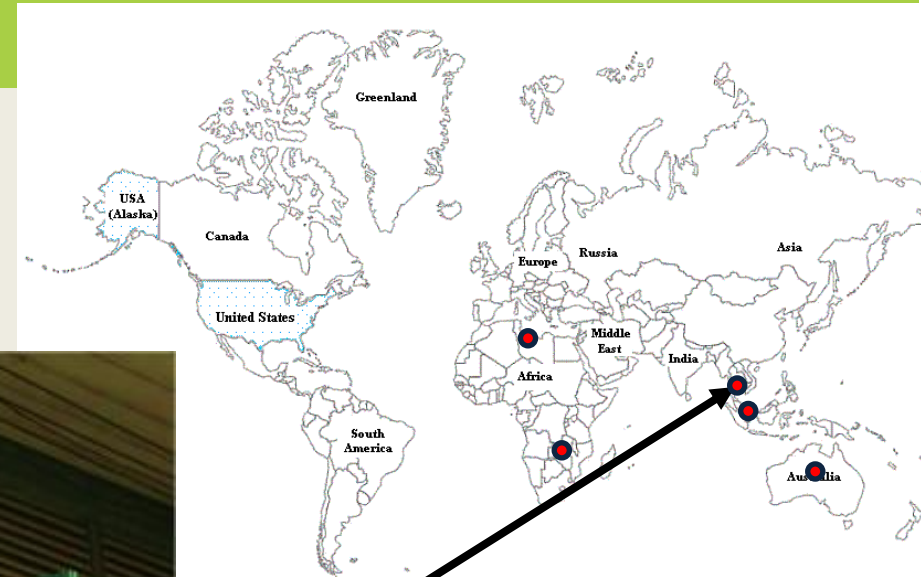 Greenland
USA
(Alaska)
Canada
Europe
Russia
Asia
United States
Middle
East
India
Africa
South
America